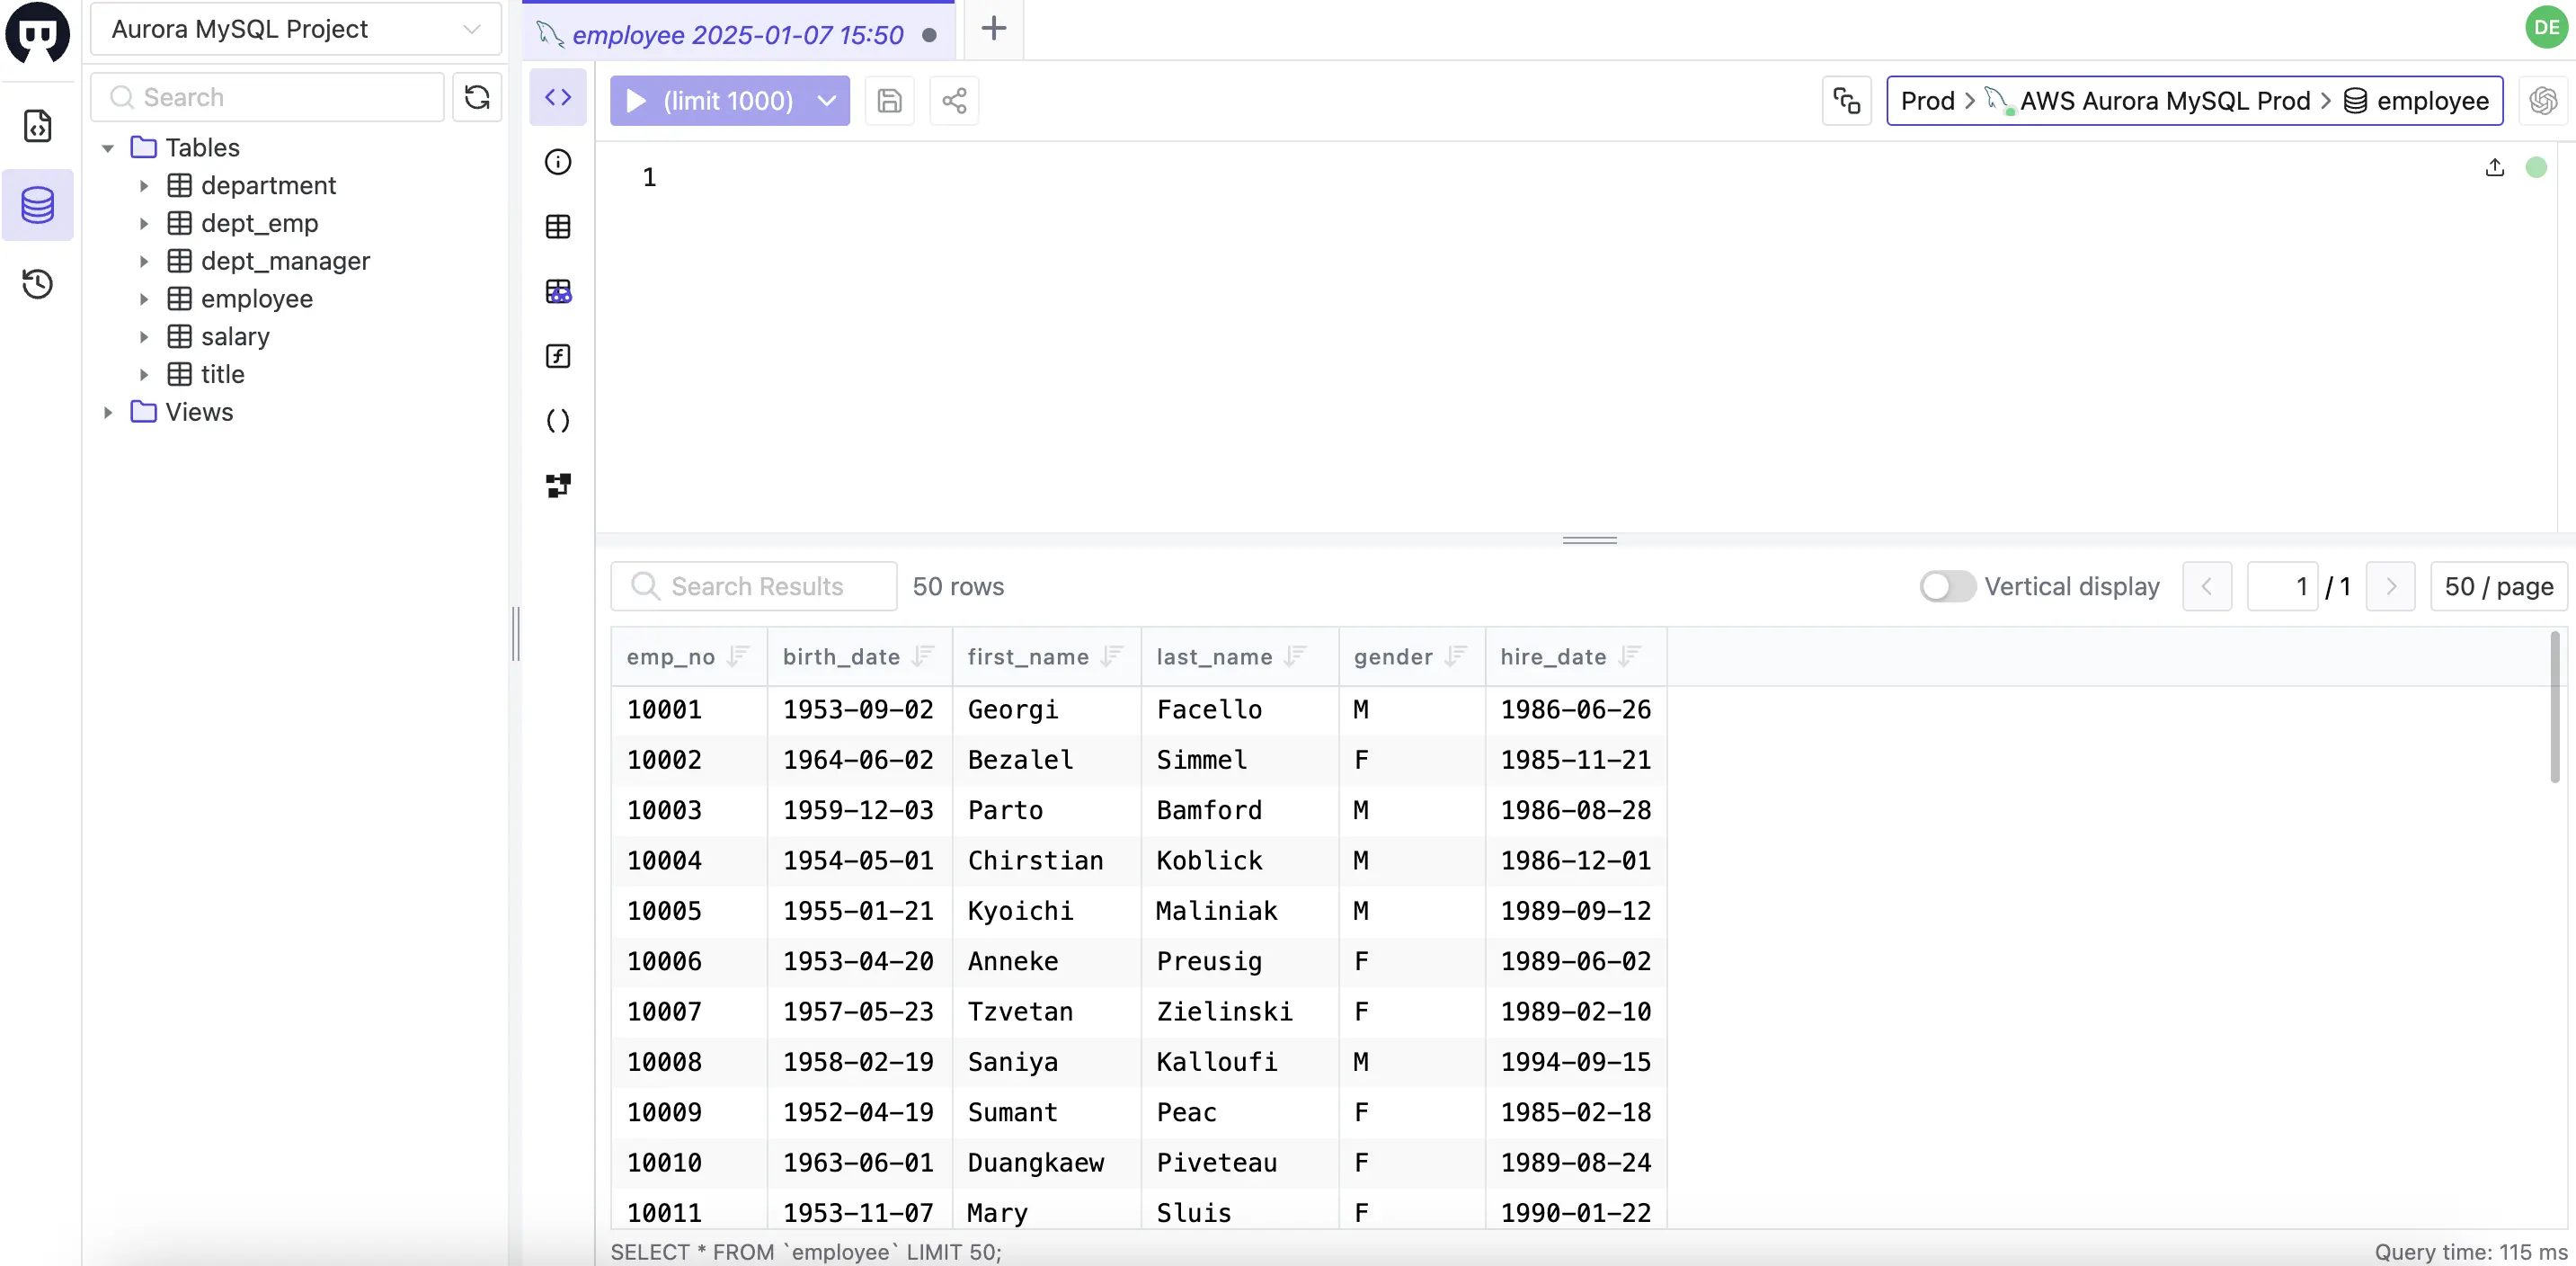 Aurora MySQL Project
employee 2025-01-07 15:50
DE
Search
(limit 1000)
Prod > AWS Aurora MySQL Prod > employee
Tables
department
dept_emp
dept_manager
employee
salary
title
Views
1
Search Results 50 rows Vertical display 1 / 1 50 / page
emp_no birth_date first_name last_name gender hire_date
10001 1953-09-02 Georgi Facello M 1986-06-26
10002 1964-06-02 Bezalel Simmel F 1985-11-21
10003 1959-12-03 Parto Bamford M 1986-08-28
10004 1954-05-01 Chirstian Koblick M 1986-12-01
10005 1955-01-21 Kyoichi Maliniak M 1989-09-12
10006 1953-04-20 Anneke Preusig F 1989-06-02
10007 1957-05-23 Tzvetan Zielinski F 1989-02-10
10008 1958-02-19 Saniya Kalloufi M 1994-09-15
10009 1952-04-19 Sumant Peac F 1985-02-18
10010 1963-06-01 Duangkaew Piveteau F 1989-08-24
10011 1953-11-07 Mary Sluis F 1990-01-22
SELECT * FROM `employee` LIMIT 50;
Query time: 115 ms